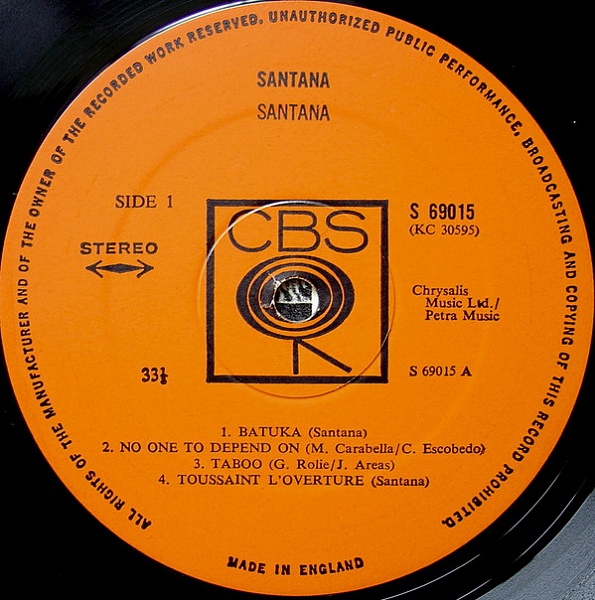 ALL RIGHTS OF THE MANUFACTURER AND OF THE OWNER OF THE RECORDED WORK RESERVED, UNAUTHORIZED PUBLIC PERFORMANCE, BROADCASTING AND COPYING OF THIS RECORD PROHIBITED.
SANTANA
SANTANA
SIDE 1
STEREO
CBS
S 69015
(KC 30595)
Chrysalis
Music Ltd./
Petra Music
33⅓
S 69015 A
1. BATUKA (Santana)
2. NO ONE TO DEPEND ON (M. Carabella/C. Escobedo)
3. TABOO (G. Rolie/J. Areas)
4. TOUSSAINT L'OVERTURE (Santana)
MADE IN ENGLAND